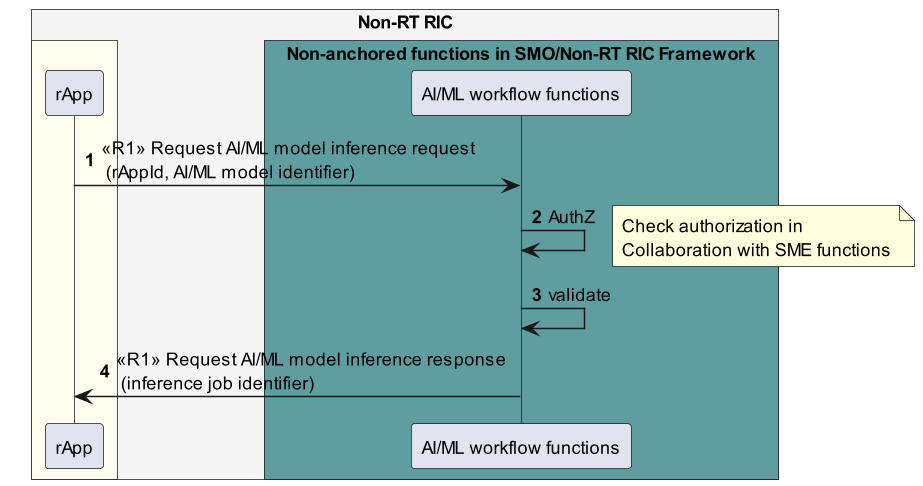 Non-RT RIC
Non-anchored functions in SMO/Non-RT RIC Framework
rApp
AI/ML workflow functions
1 «R1» Request AI/ML model inference request
(rAppId, AI/ML model identifier)
2 AuthZ
Check authorization in
Collaboration with SME functions
3 validate
4 «R1» Request AI/ML model inference response
(inference job identifier)
rApp
AI/ML workflow functions